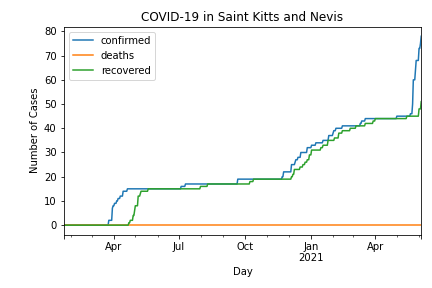 COVID-19 in Saint Kitts and Nevis
confirmed
deaths
recovered
Number of Cases
80
70
60
50
40
30
20
10
0
Apr Jul Oct Jan Apr
2021
Day